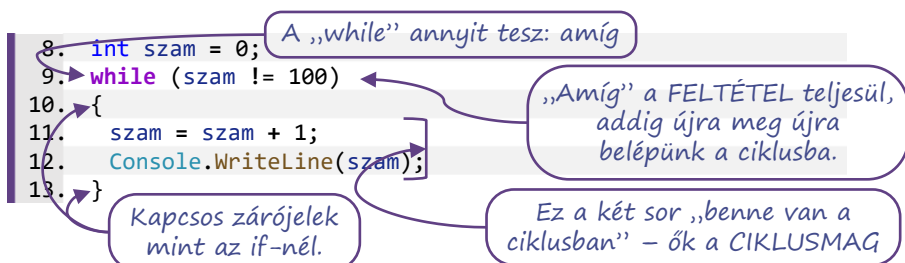 A „while” annyit tesz: amíg
8. int szam = 0;
9. while (szam != 100)
10. {
11. szam = szam + 1;
12. Console.WriteLine(szam);
13. }
„Amíg” a FELTÉTEL teljesül,
addig újra meg újra
belépünk a ciklusba.
Kapcsos zárójelek
mint az if-nél.
Ez a két sor „benne van a
ciklusban” – ők a CIKLUSMAG